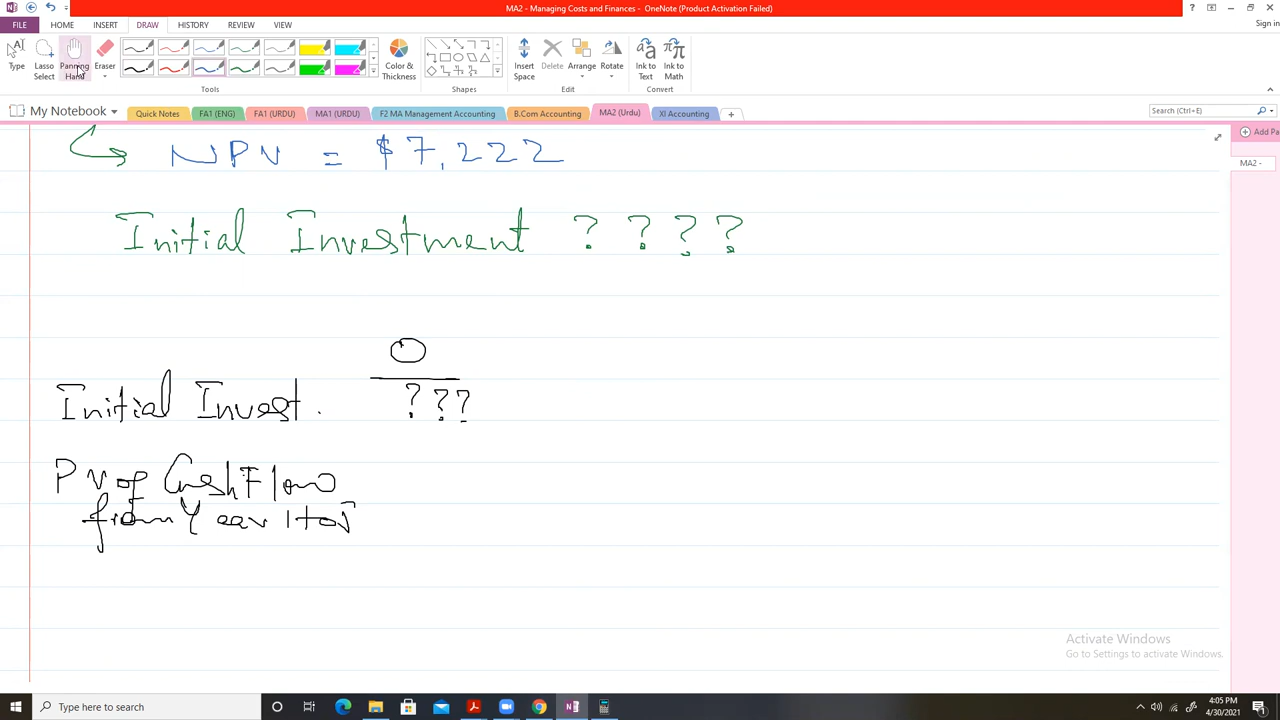 MA2 - Managing Costs and Finances - OneNote (Product Activation Failed)
Sign in
FILE HOME INSERT DRAW HISTORY REVIEW VIEW
Type Lasso Select Panning Hand Eraser Color & Thickness Insert Space Delete Arrange Rotate Ink to Text Ink to Math
Tools Shapes Edit Convert
My Notebook Quick Notes FA1 (ENG) FA1 (URDU) MA1 (URDU) F2 MA Management Accounting B.Com Accounting MA2 (Urdu) XI Accounting Search (Ctrl+E)
Add Pa
MA2 -
NPV = $7,222
Initial Investment ? ? ? ?
0
Initial Invest. ???
PV of CashFlows
from Year 1 to 5
Activate Windows
Go to Settings to activate Windows.
Type here to search
4:05 PM
4/30/2021